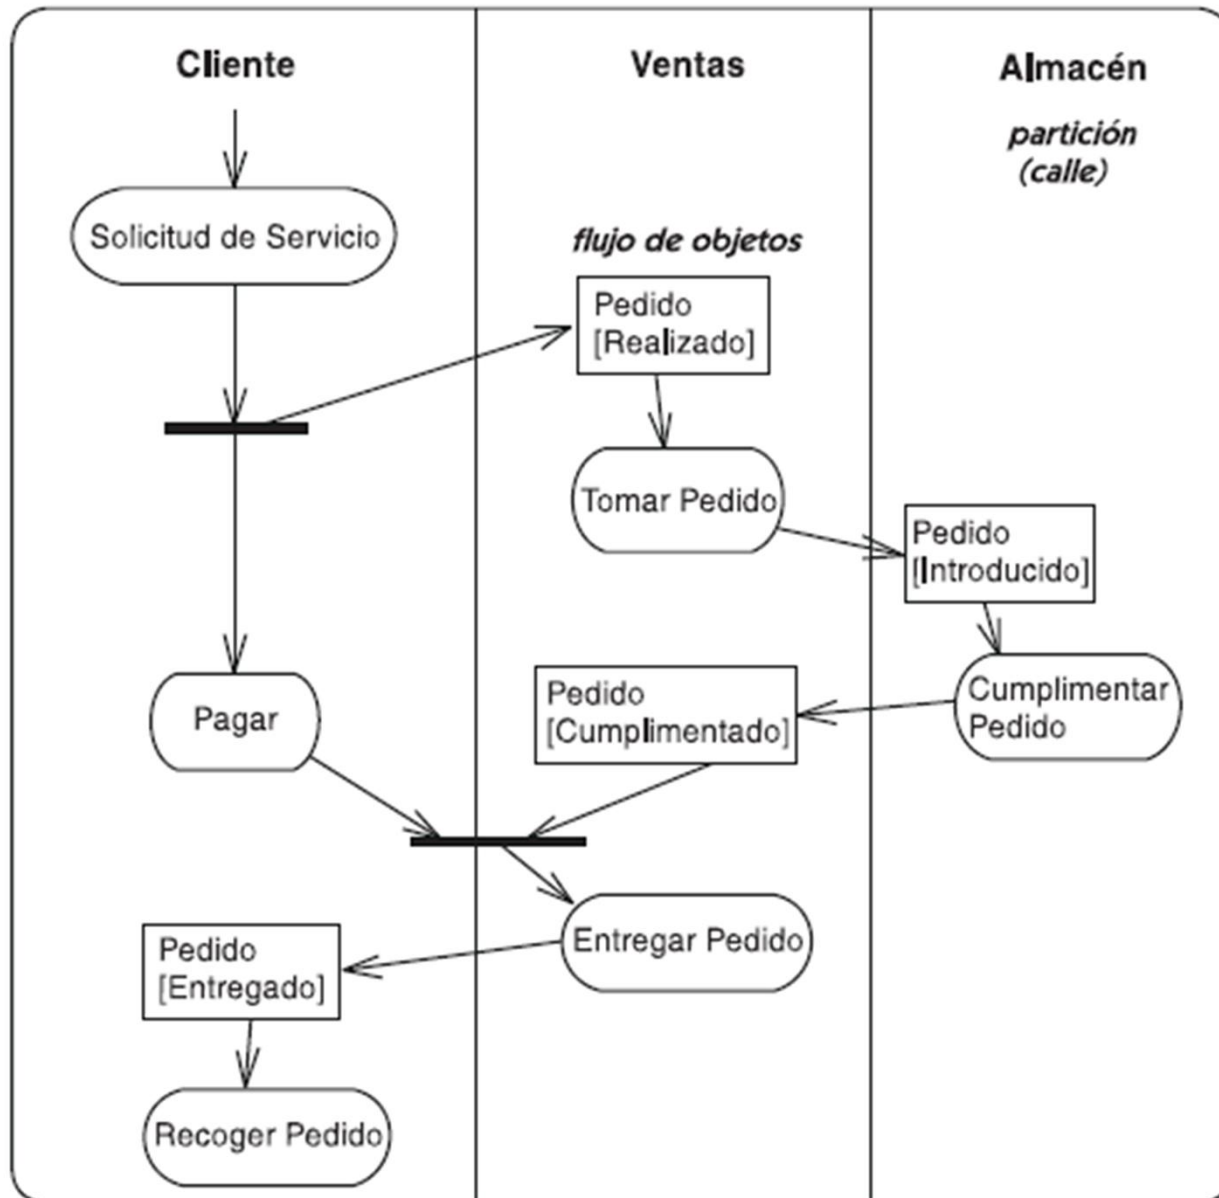 Cliente
Ventas
Almacén
partición
(calle)
Solicitud de Servicio
flujo de objetos
Pedido
[Realizado]
Tomar Pedido
Pedido
[Introducido]
Cumplimentar
Pedido
Pedido
[Cumplimentado]
Pagar
Entregar Pedido
Pedido
[Entregado]
Recoger Pedido